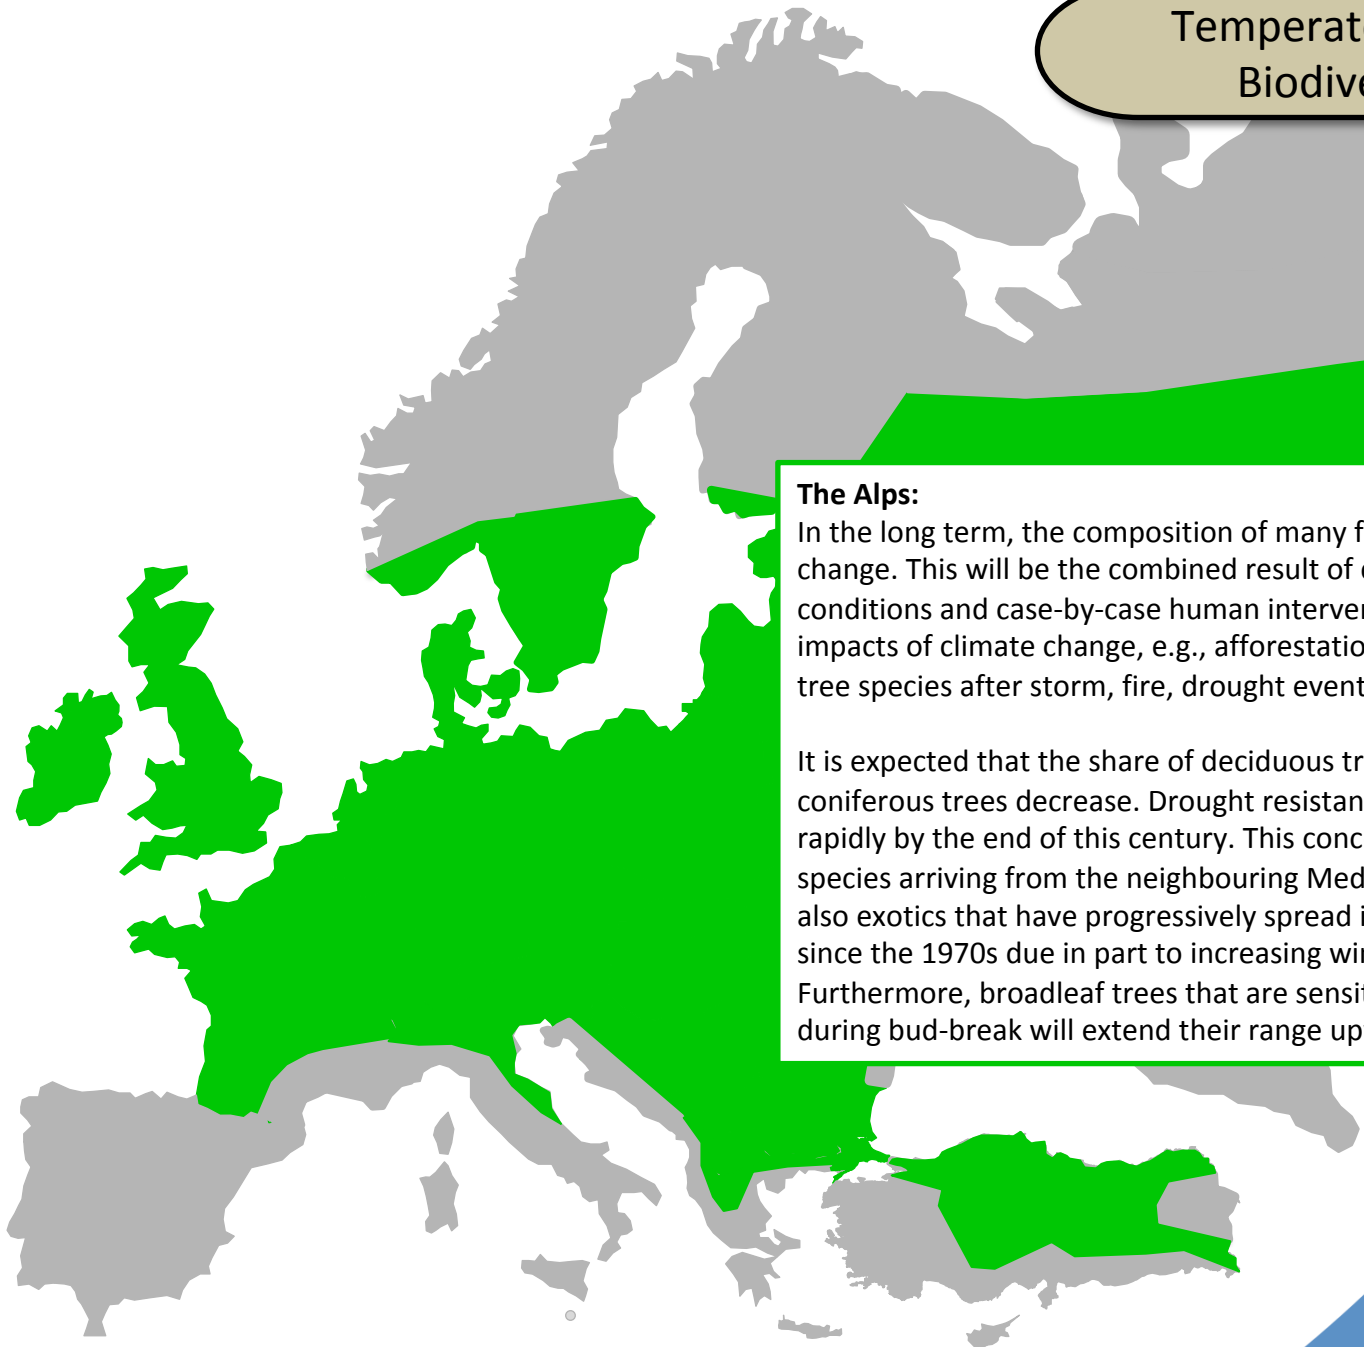 Temperat
Biodive
The Alps:
In the long term, the composition of many f
change. This will be the combined result of
conditions and case-by-case human interver
impacts of climate change, e.g., afforestatio
tree species after storm, fire, drought event
It is expected that the share of deciduous tr
coniferous trees decrease. Drought resistan
rapidly by the end of this century. This conc
species arriving from the neighbouring Med
also exotics that have progressively spread i
since the 1970s due in part to increasing wi
Furthermore, broadleaf trees that are sensit
during bud-break will extend their range up